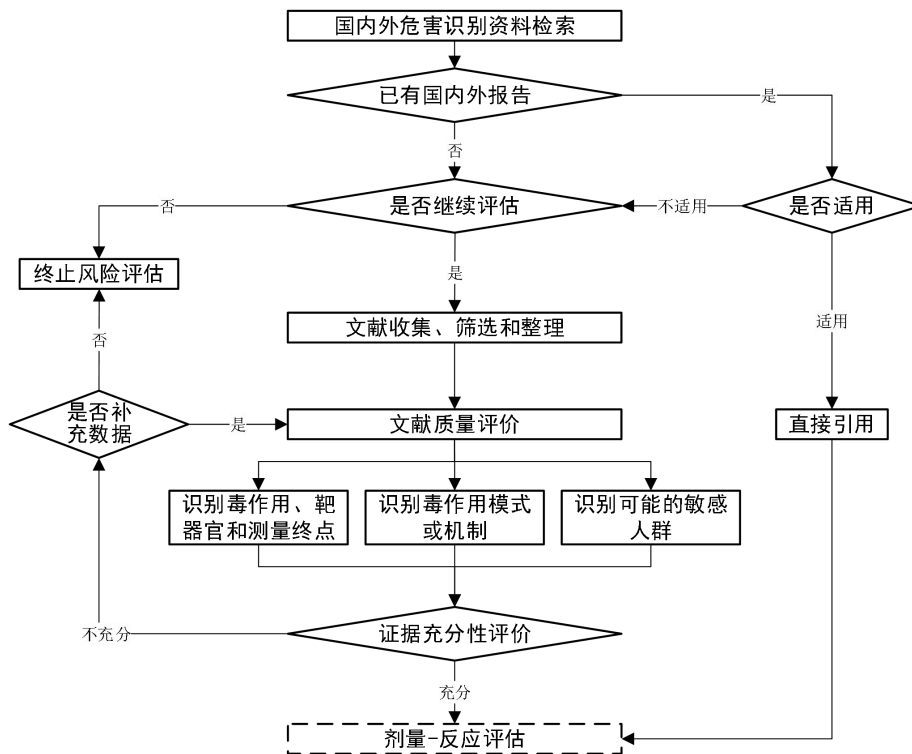 国内外危害识别资料检索
已有国内外报告
是
否
是否继续评估
否
不适用
是否适用
终止风险评估
是
适用
文献收集、筛选和整理
否
是否补
充数据
是
文献质量评价
直接引用
识别毒作用、靶
器官和测量终点
识别毒作用模式
或机制
识别可能的敏感
人群
不充分
证据充分性评价
充分
剂量-反应评估